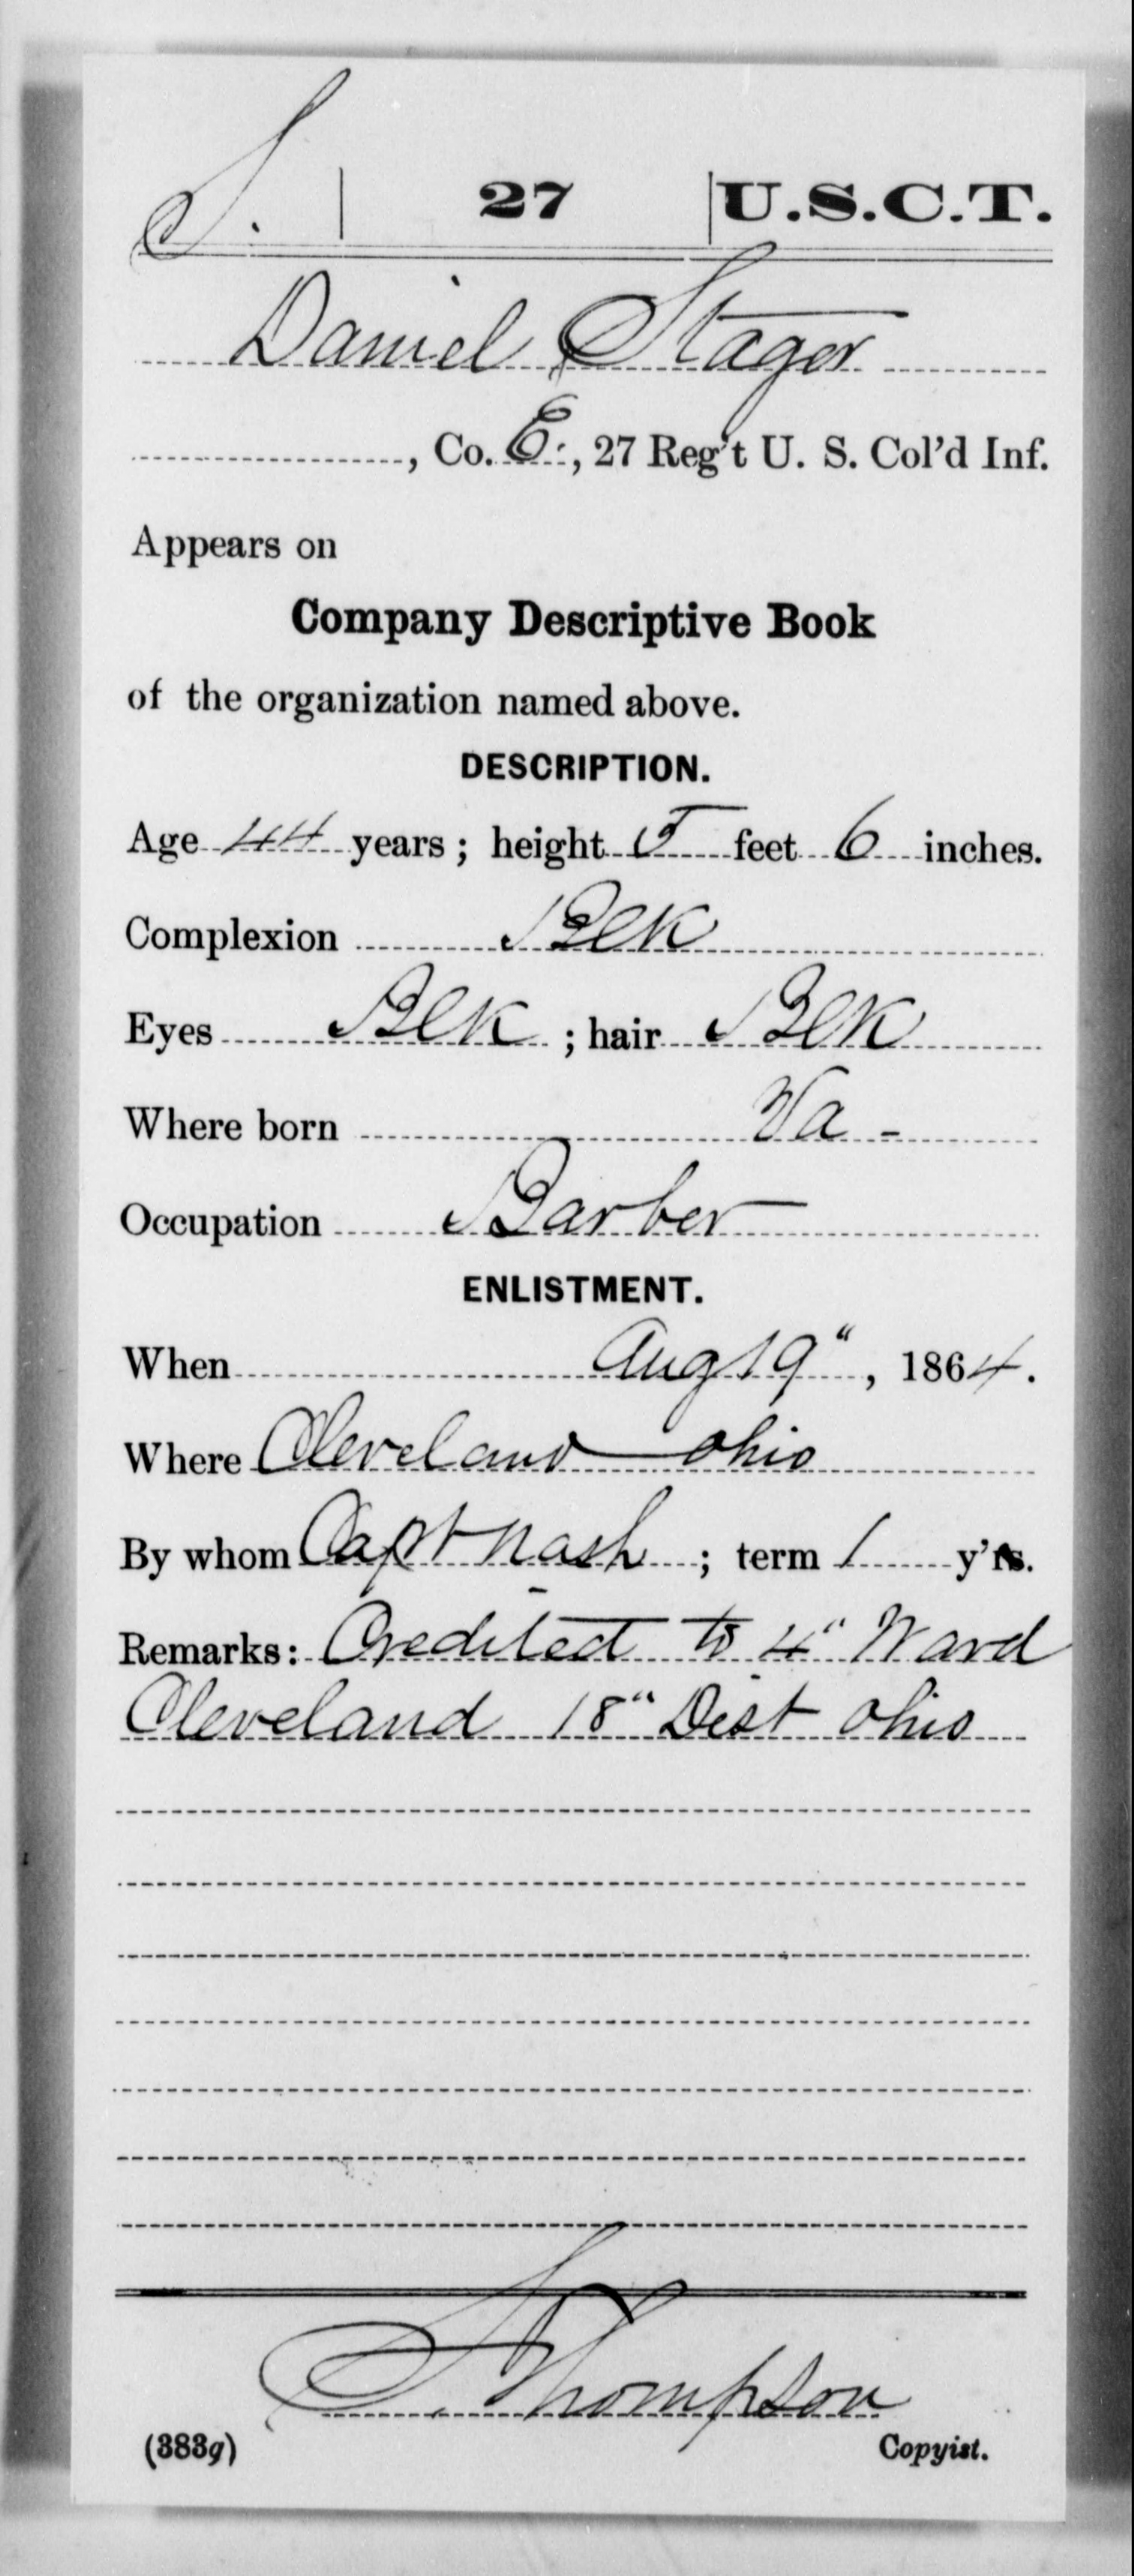 S. | 27 | U.S.C.T.
Daniel Stager
, Co. E., 27 Reg't U. S. Col'd Inf.
Appears on
Company Descriptive Book
of the organization named above.
DESCRIPTION.
Age 44 years; height 5 feet 6 inches.
Complexion Blk
Eyes Blk ; hair Blk
Where born Va -
Occupation Barber
ENLISTMENT.
When Aug 19", 1864.
Where Cleveland Ohio
By whom Capt Nash ; term 1 y'rs.
Remarks: Credited to 4" Ward
Cleveland 18" Dist Ohio
Thompson
(383g) Copyist.